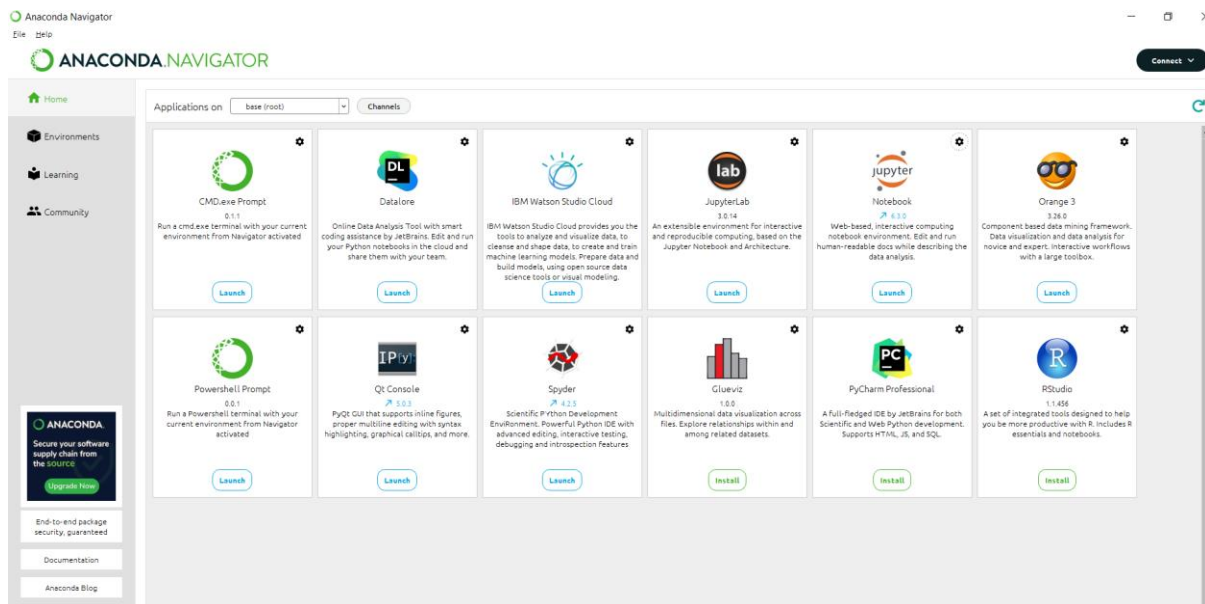 Anaconda Navigator
File Help
ANACONDA.NAVIGATOR
Connect
Home
Environments
Learning
Community
Applications on base (root) Channels
CMD.exe Prompt
0.1.1
Run a cmd.exe terminal with your current
environment from Navigator activated
Launch
DL
Datalore
Online Data Analysis Tool with smart
coding assistance by JetBrains. Edit and run
your Python notebooks in the cloud and
share them with your team.
Launch
IBM Watson Studio Cloud
IBM Watson Studio Cloud provides you the
tools to analyze and visualize data, to
cleanse and shape data, to create and train
machine learning models. Prepare data and
build models, using open source data
science tools or visual modeling.
Launch
lab
JupyterLab
3.0.14
An extensible environment for interactive
and reproducible computing, based on the
Jupyter Notebook and Architecture.
Launch
jupyter
Notebook
6.3.0
Web-based, interactive computing
notebook environment. Edit and run
human-readable docs while describing the
data analysis.
Launch
Orange 3
3.26.0
Component based data mining framework.
Data visualization and data analysis for
novice and expert. Interactive workflows
with a large toolbox.
Launch
Powershell Prompt
0.0.1
Run a Powershell terminal with your
current environment from Navigator
activated
Launch
IP[y]:
Qt Console
5.0.3
PyQt GUI that supports inline figures,
proper multiline editing with syntax
highlighting, graphical calltips, and more.
Launch
Spyder
4.2.5
Scientific PYthon Development
EnviRonment. Powerful Python IDE with
advanced editing, interactive testing,
debugging and introspection features
Launch
Glueviz
1.0.0
Multidimensional data visualization across
files. Explore relationships within and
among related datasets.
Install
PC
PyCharm Professional
A full-fledged IDE by JetBrains for both
Scientific and Web Python development.
Supports HTML, JS, and SQL.
Install
R
RStudio
1.1.456
A set of integrated tools designed to help
you be more productive with R. Includes R
essentials and notebooks.
Install
ANACONDA.
Secure your software
supply chain from
the source
Upgrade Now
End-to-end package
security, guaranteed
Documentation
Anaconda Blog